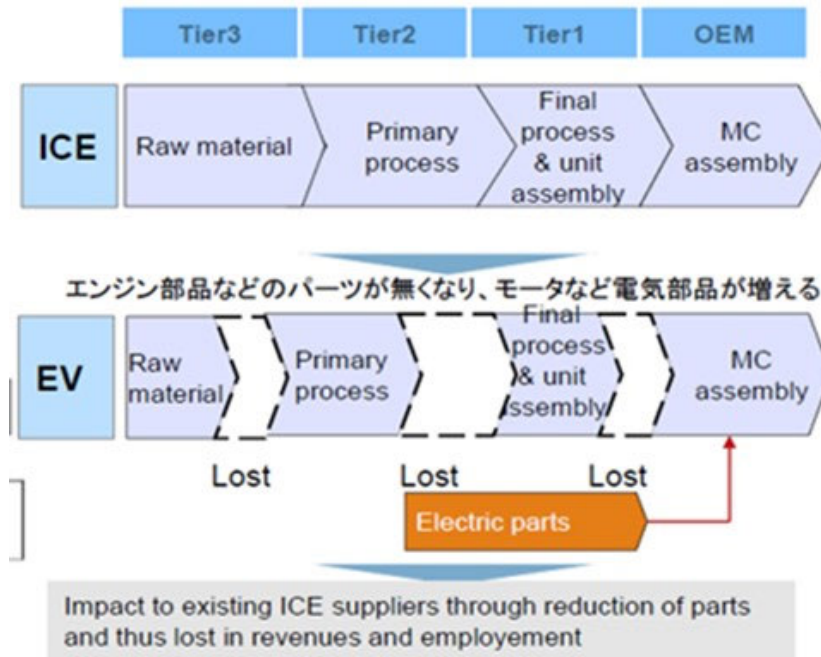 Tier3 Tier2 Tier1 OEM
ICE
Raw material
Primary
process
Final
process
& unit
assembly
MC
assembly
エンジン部品などのパーツが無くなり、モータなど電気部品が増える
EV
Raw
material
Primary
process
Final
process
& unit
assembly
MC
assembly
Lost Lost Lost
Electric parts
Impact to existing ICE suppliers through reduction of parts
and thus lost in revenues and employement